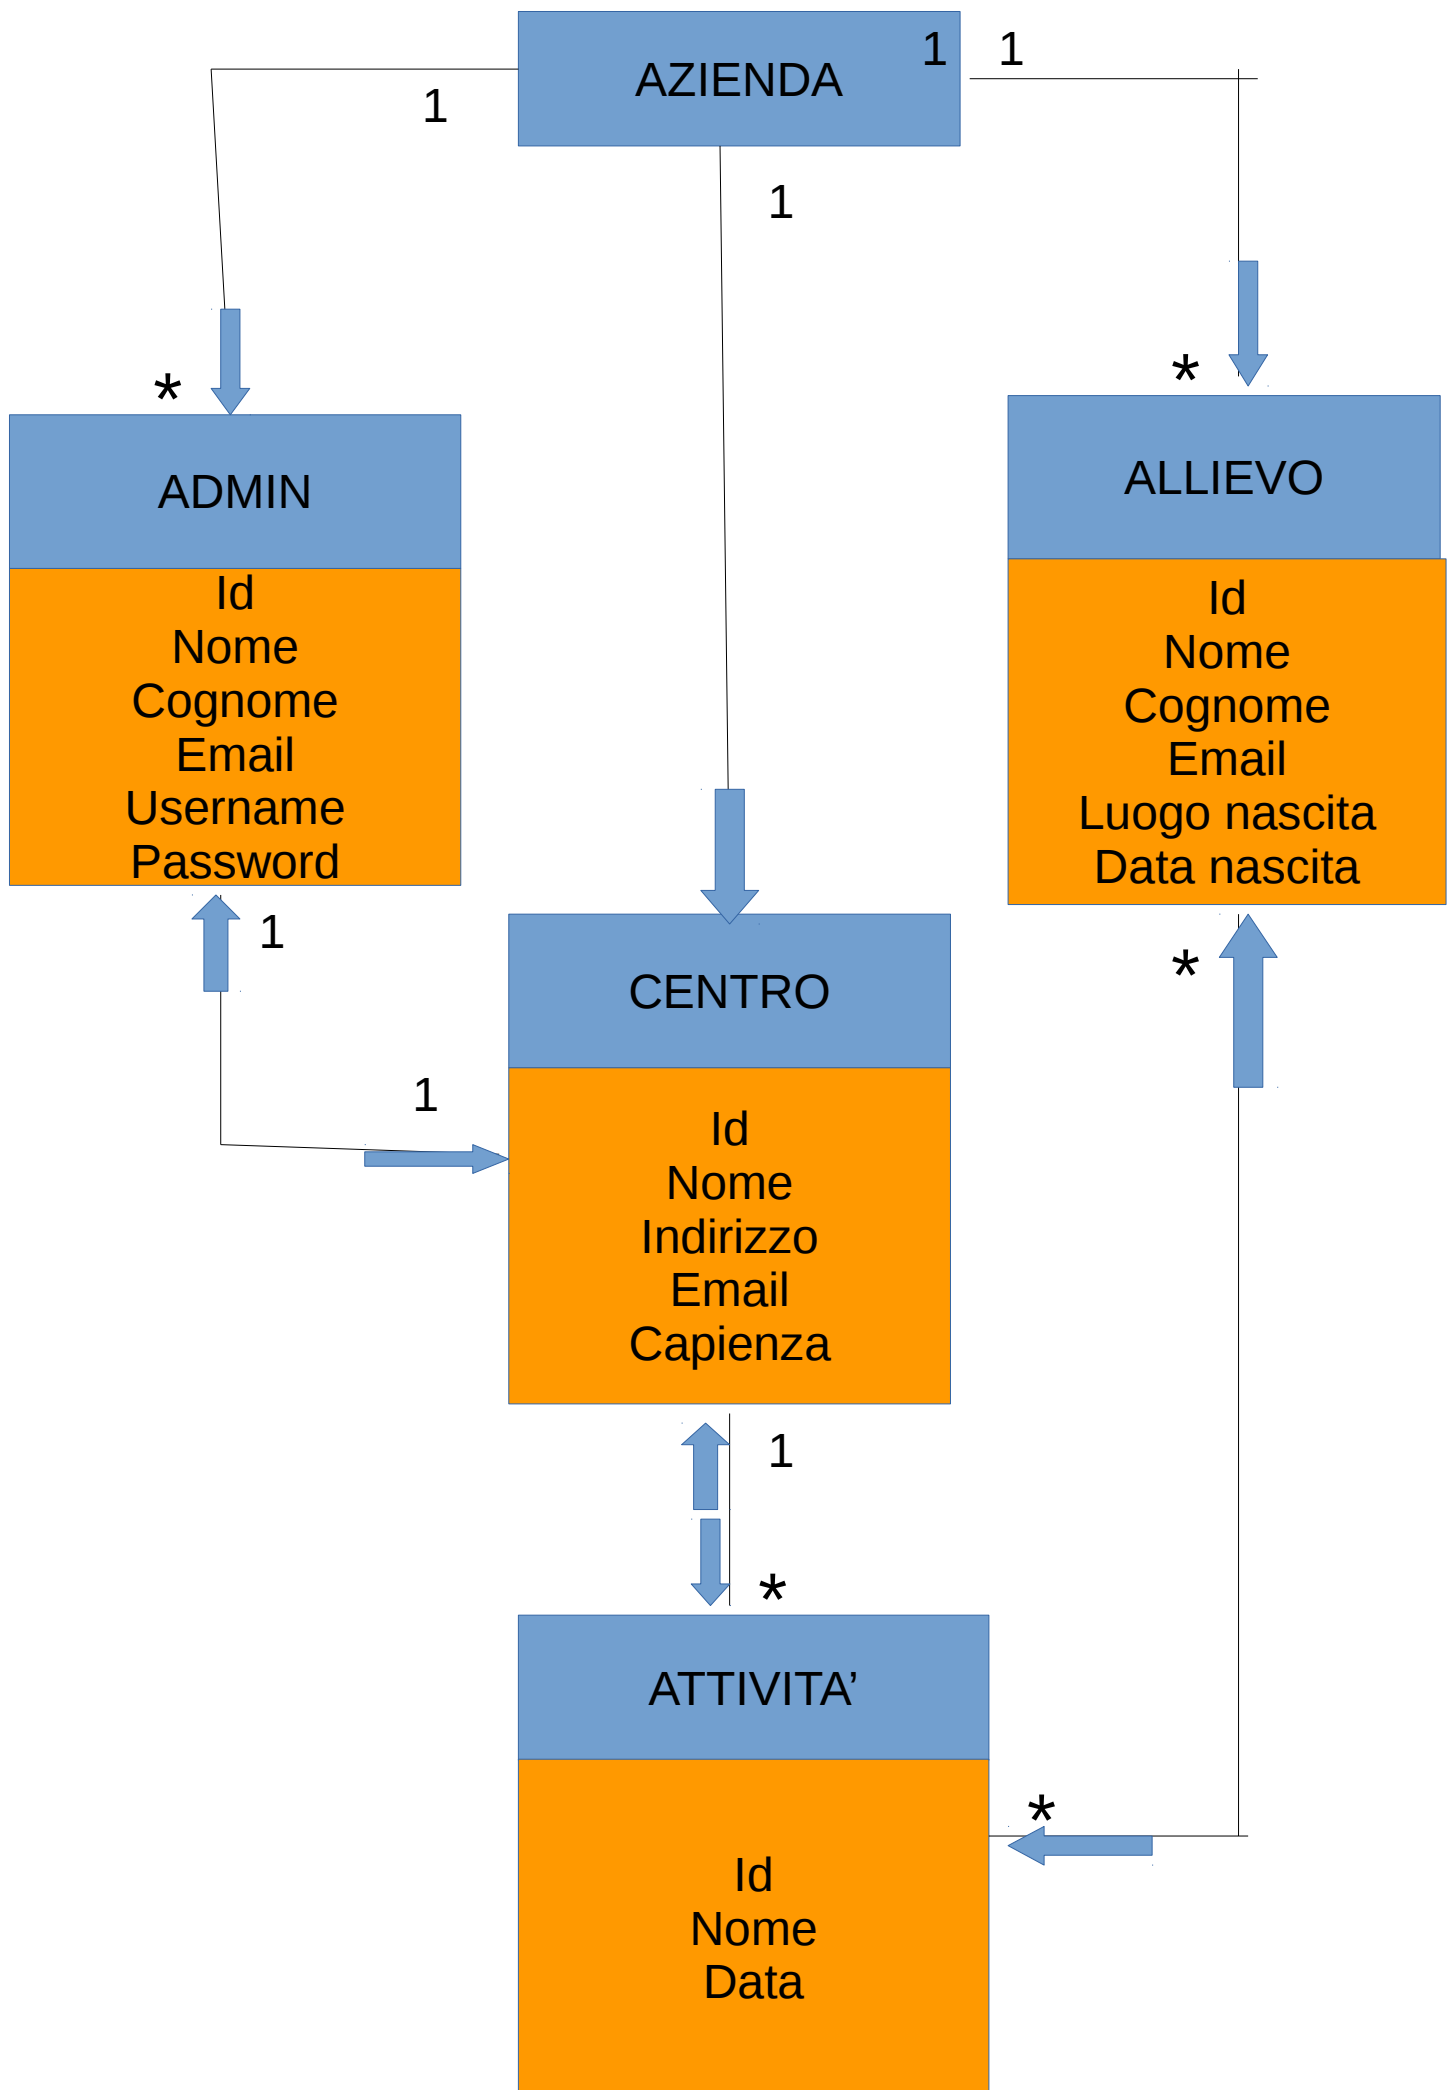 AZIENDA
1
1
1
1
*
*
ADMIN
Id
Nome
Cognome
Email
Username
Password
ALLIEVO
Id
Nome
Cognome
Email
Luogo nascita
Data nascita
1
*
1
CENTRO
Id
Nome
Indirizzo
Email
Capienza
1
*
ATTIVITA’
Id
Nome
Data
*